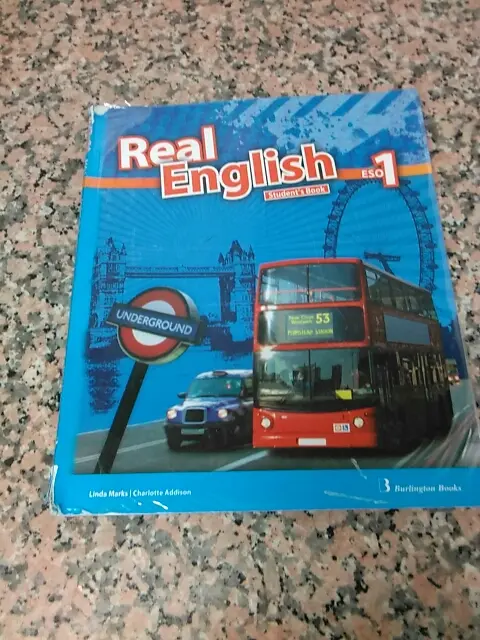 Real
English
Student's Book
ESO 1
UNDERGROUND
53
Linda Marks | Charlotte Addison
Burlington Books